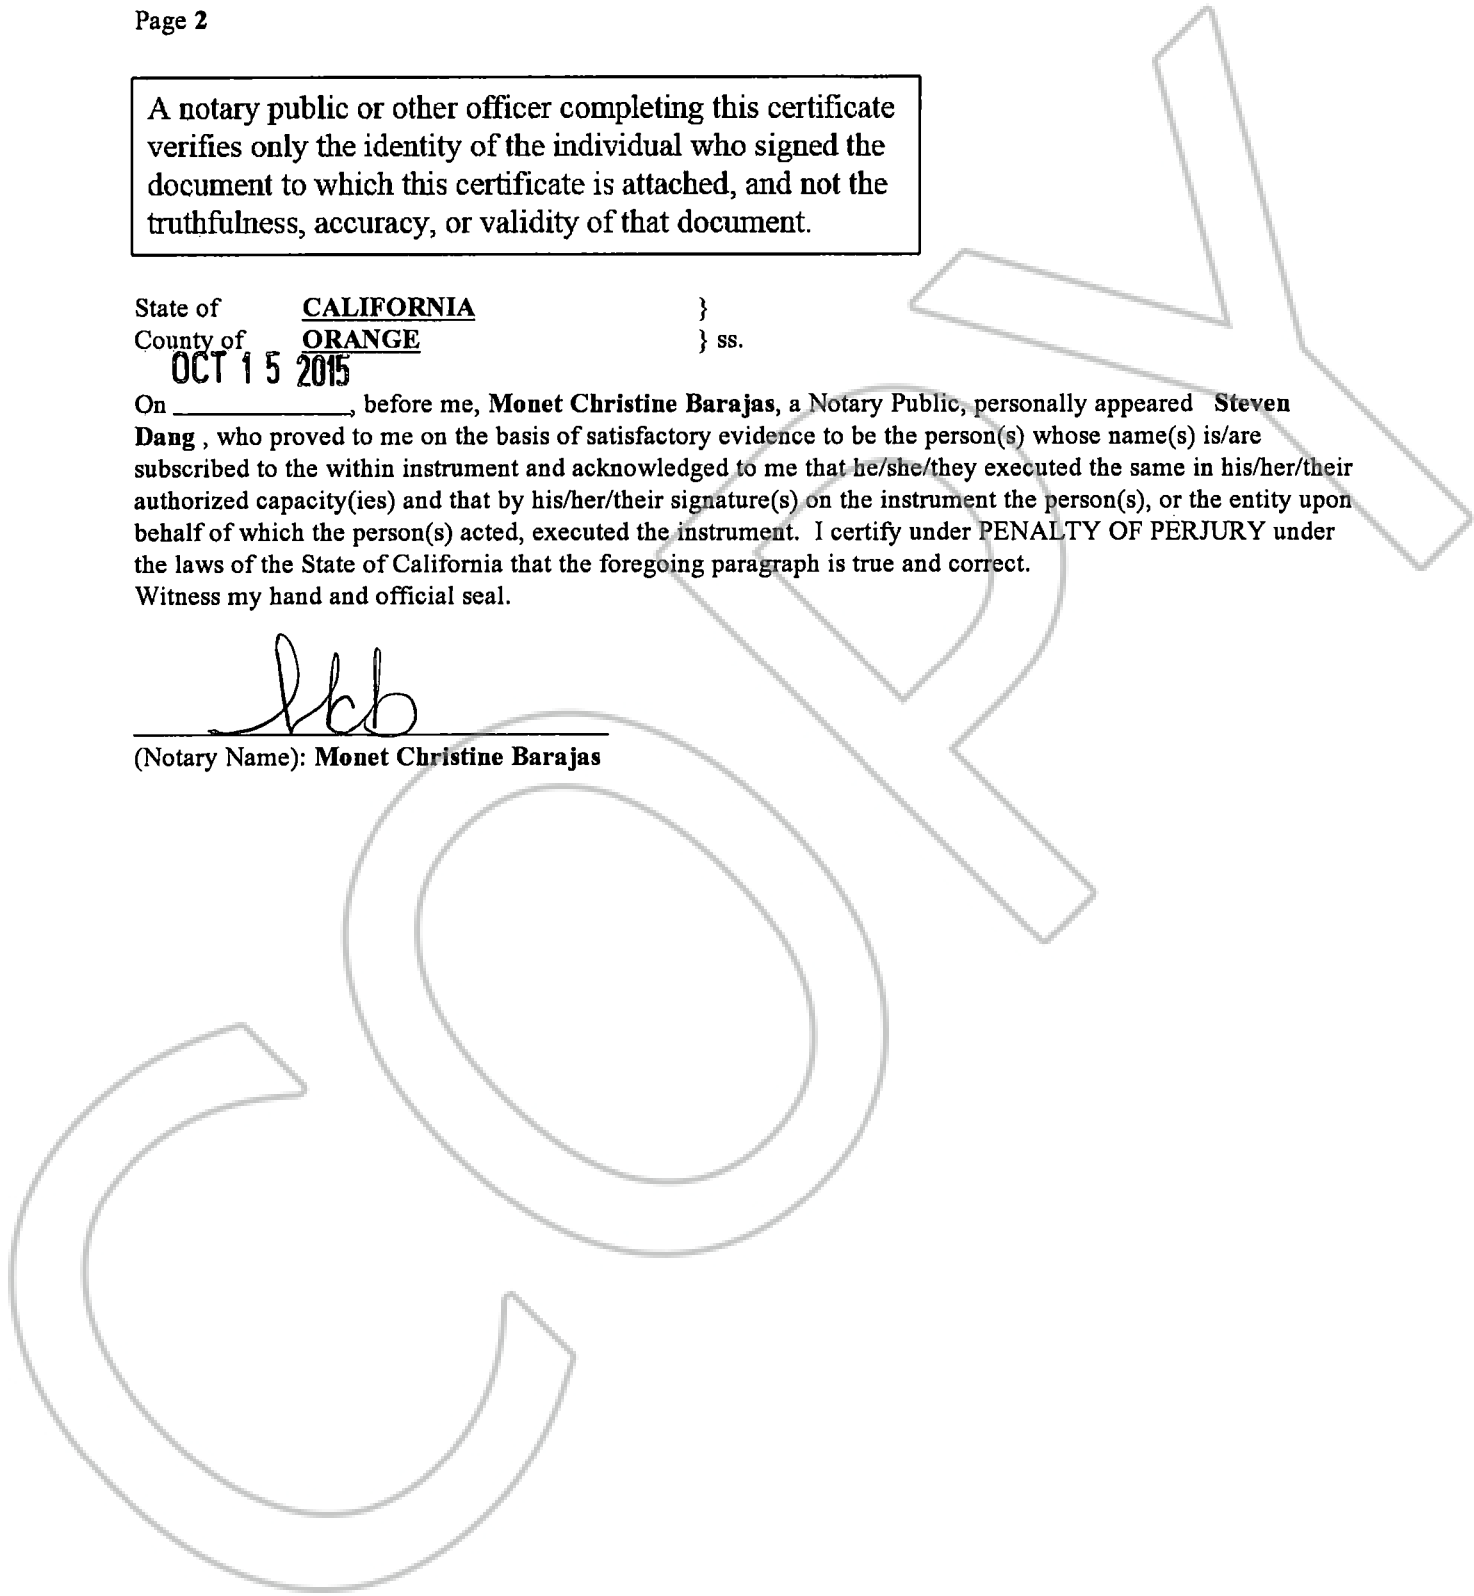 Page 2
A notary public or other officer completing this certificate
verifies only the identity of the individual who signed the
document to which this certificate is attached, and not the
truthfulness, accuracy, or validity of that document.
State of CALIFORNIA }
County of ORANGE } ss.
OCT 15 2015
On ______________, before me, Monet Christine Barajas, a Notary Public, personally appeared Steven
Dang , who proved to me on the basis of satisfactory evidence to be the person(s) whose name(s) is/are
subscribed to the within instrument and acknowledged to me that he/she/they executed the same in his/her/their
authorized capacity(ies) and that by his/her/their signature(s) on the instrument the person(s), or the entity upon
behalf of which the person(s) acted, executed the instrument. I certify under PENALTY OF PERJURY under
the laws of the State of California that the foregoing paragraph is true and correct.
Witness my hand and official seal.
(Notary Name): Monet Christine Barajas
COPY